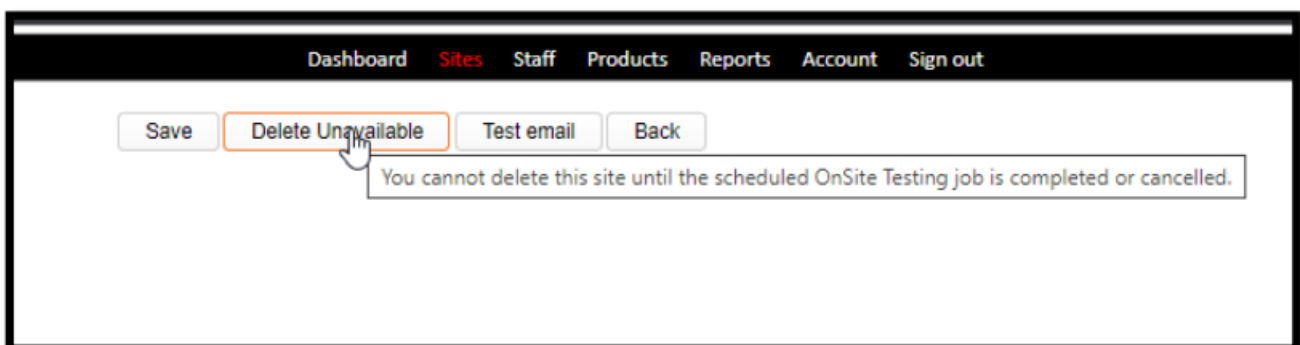 Dashboard Sites Staff Products Reports Account Sign out
Save Delete Unavailable Test email Back
You cannot delete this site until the scheduled OnSite Testing job is completed or cancelled.